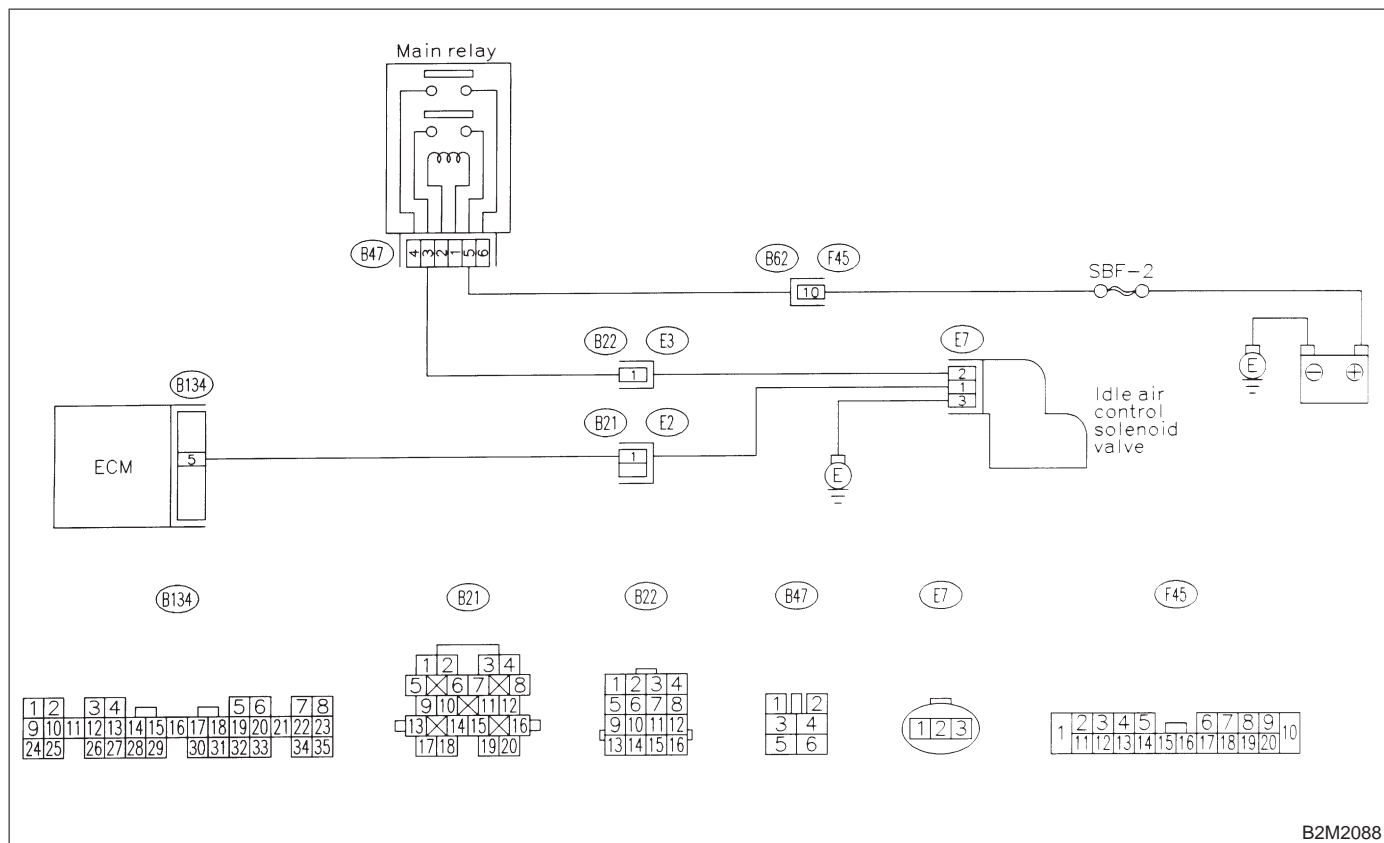 Main relay
B47
4 3 2 1 5 6
B62 F45
10
SBF-2
B22 E3
1
E7
2
1
3
E
⊖ ⊕
Idle air
control
solenoid
valve
B134
ECM
5
B21 E2
1
E
B134
1 2 3 4 5 6 7 8
9 10 11 12 13 14 15 16 17 18 19 20 21 22 23
24 25 26 27 28 29 30 31 32 33 34 35
B21
1 2 3 4
5 6 7 8
9 10 11 12
13 14 15 16
17 18 19 20
B22
1 2 3 4
5 6 7 8
9 10 11 12
13 14 15 16
B47
1 2
3 4
5 6
E7
1 2 3
F45
1 2 3 4 5 6 7 8 9 10
11 12 13 14 15 16 17 18 19 20
B2M2088